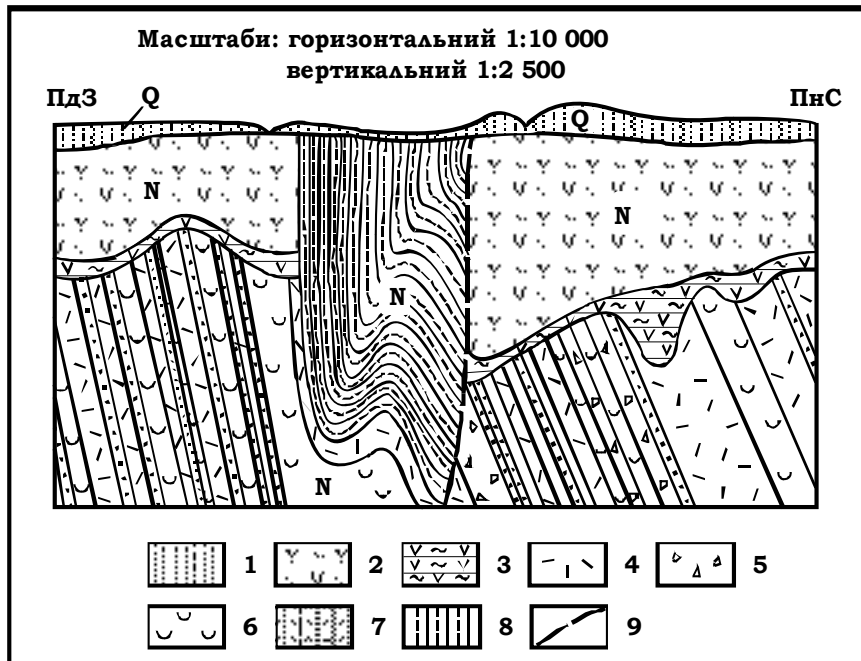 Масштаби: горизонтальний 1:10 000
вертикальний 1:2 500
ПдЗ Q ПнС
Q
N
N
N
N
1 2 3 4 5
6 7 8 9